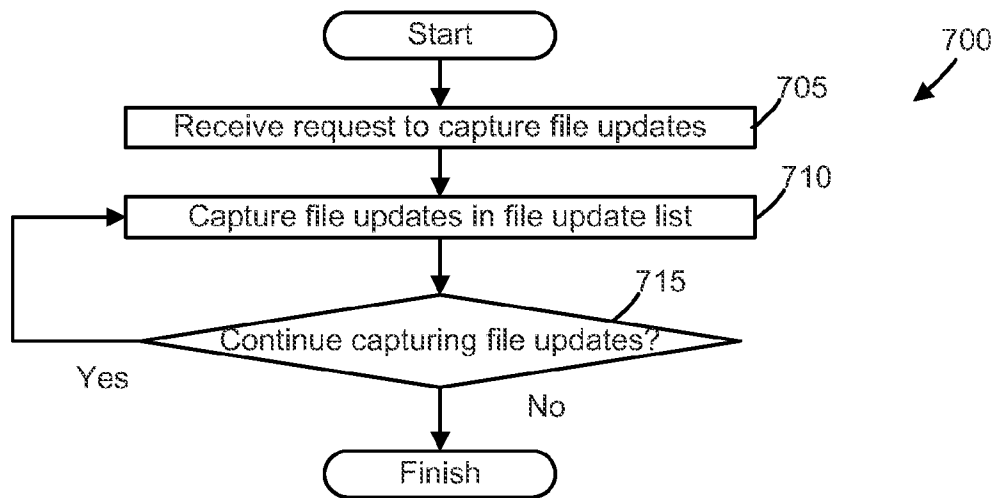 Start
700
705
Receive request to capture file updates
710
Capture file updates in file update list
715
Continue capturing file updates?
Yes
No
Finish